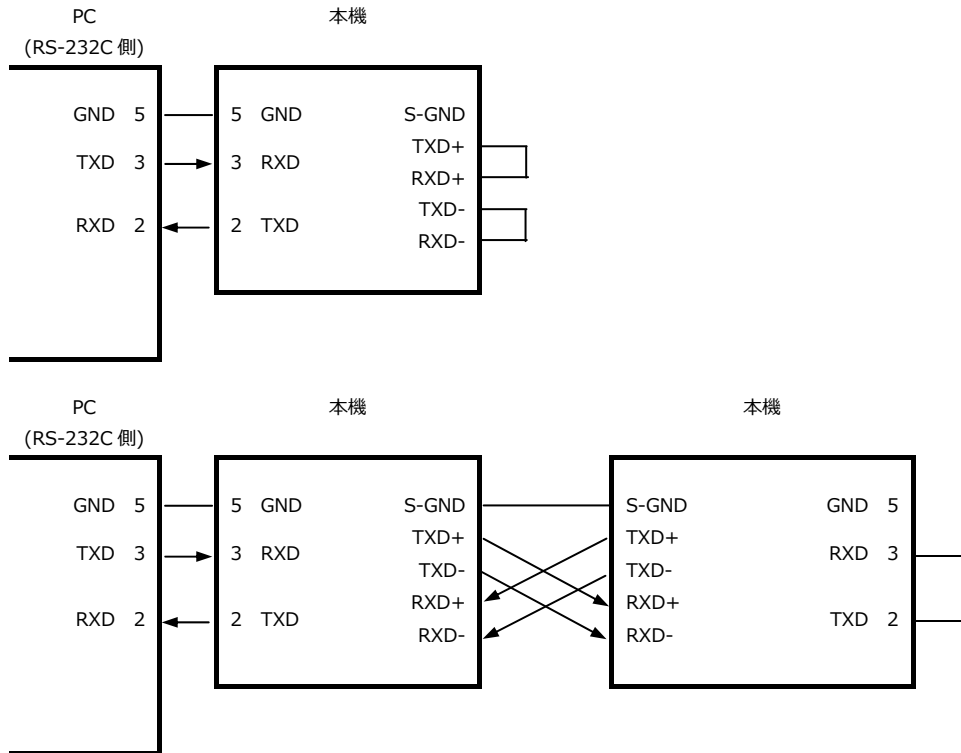 PC 本機
(RS-232C 側)
GND 5 5 GND S-GND
TXD+
TXD 3 3 RXD
RXD+
TXD-
RXD 2 2 TXD
RXD-
PC 本機 本機
(RS-232C 側)
GND 5 5 GND S-GND S-GND GND 5
TXD+ TXD+
TXD 3 3 RXD RXD 3
TXD- TXD-
RXD+ RXD+
RXD 2 2 TXD TXD 2
RXD- RXD-